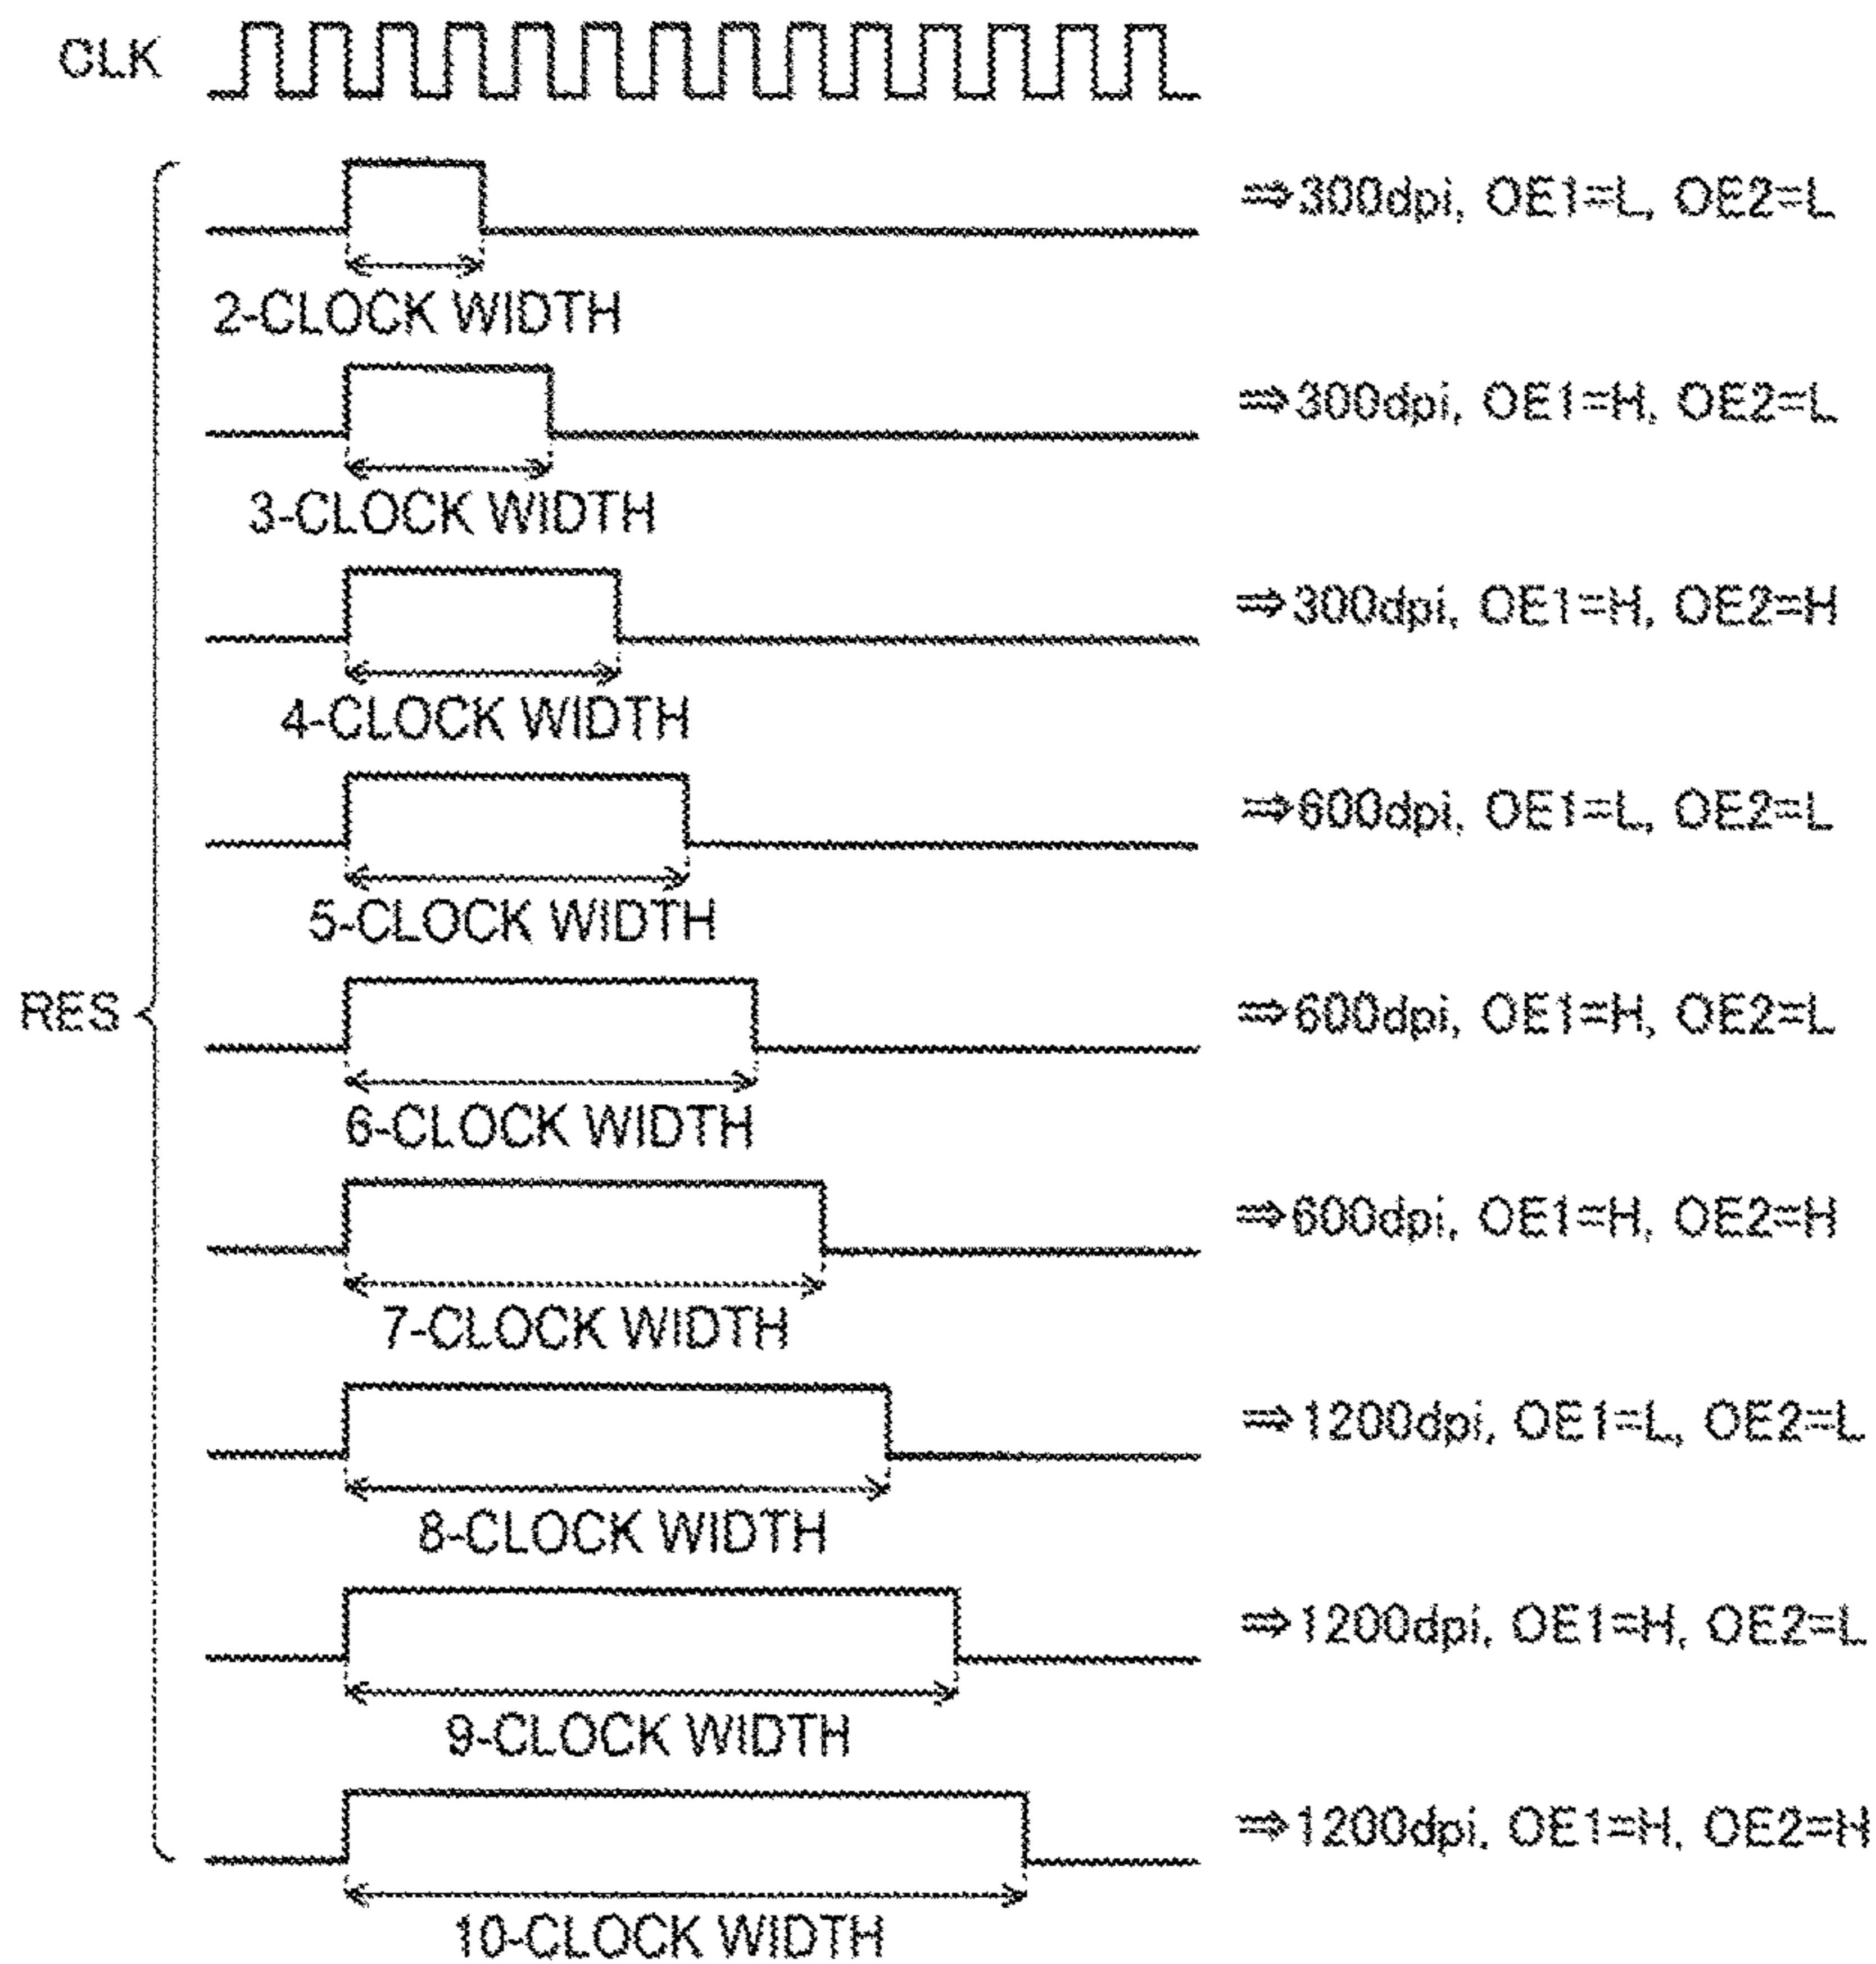 CLK
⇒300dpi, OE1=L, OE2=L
2-CLOCK WIDTH
⇒300dpi, OE1=H, OE2=L
3-CLOCK WIDTH
⇒300dpi, OE1=H, OE2=H
4-CLOCK WIDTH
⇒600dpi, OE1=L, OE2=L
5-CLOCK WIDTH
RES
⇒600dpi, OE1=H, OE2=L
6-CLOCK WIDTH
⇒600dpi, OE1=H, OE2=H
7-CLOCK WIDTH
⇒1200dpi, OE1=L, OE2=L
8-CLOCK WIDTH
⇒1200dpi, OE1=H, OE2=L
9-CLOCK WIDTH
⇒1200dpi, OE1=H, OE2=H
10-CLOCK WIDTH